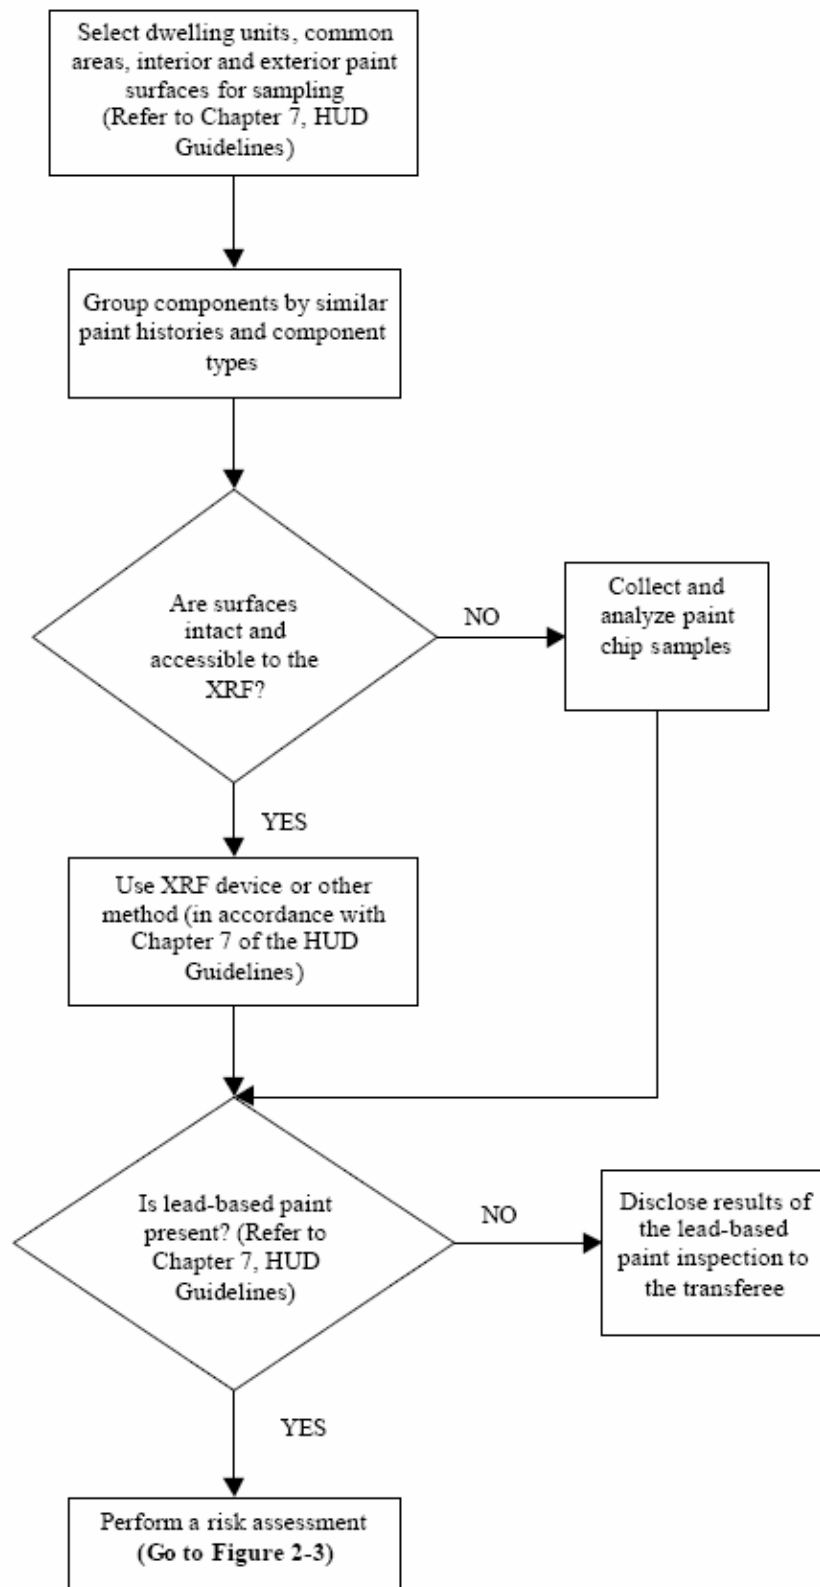 Select dwelling units, common
areas, interior and exterior paint
surfaces for sampling
(Refer to Chapter 7, HUD
Guidelines)
Group components by similar
paint histories and component
types
Are surfaces
intact and
accessible to the
XRF?
NO
Collect and
analyze paint
chip samples
YES
Use XRF device or other
method (in accordance with
Chapter 7 of the HUD
Guidelines)
Is lead-based paint
present? (Refer to
Chapter 7, HUD
Guidelines)
NO
Disclose results of
the lead-based
paint inspection to
the transferee
YES
Perform a risk assessment
(Go to Figure 2-3)